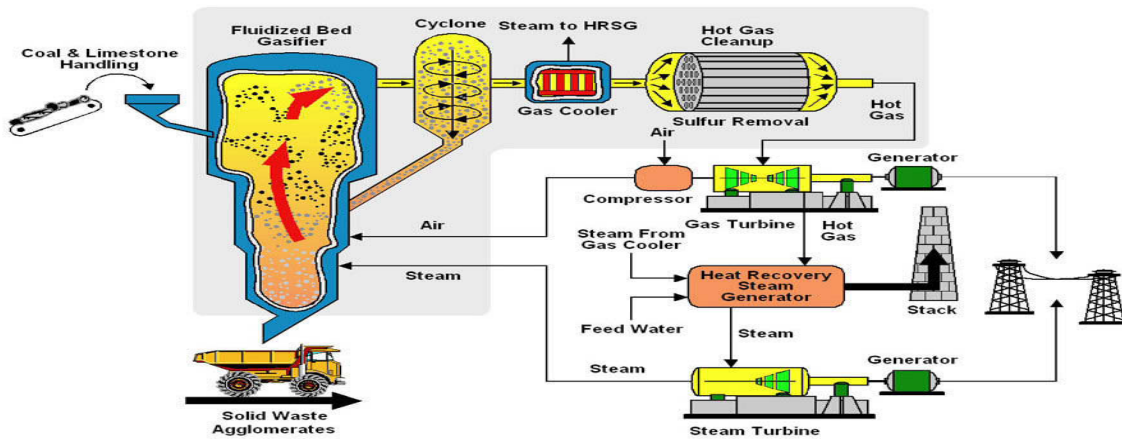 Coal & Limestone
Handling
Fluidized Bed
Gasifier
Cyclone
Steam to HRSG
Gas Cooler
Hot Gas
Cleanup
Sulfur Removal
Hot
Gas
Air
Compressor
Gas Turbine
Generator
Air
Steam From
Gas Cooler
Hot
Gas
Steam
Heat Recovery
Steam
Generator
Stack
Feed Water
Steam
Steam
Generator
Steam Turbine
Solid Waste
Agglomerates